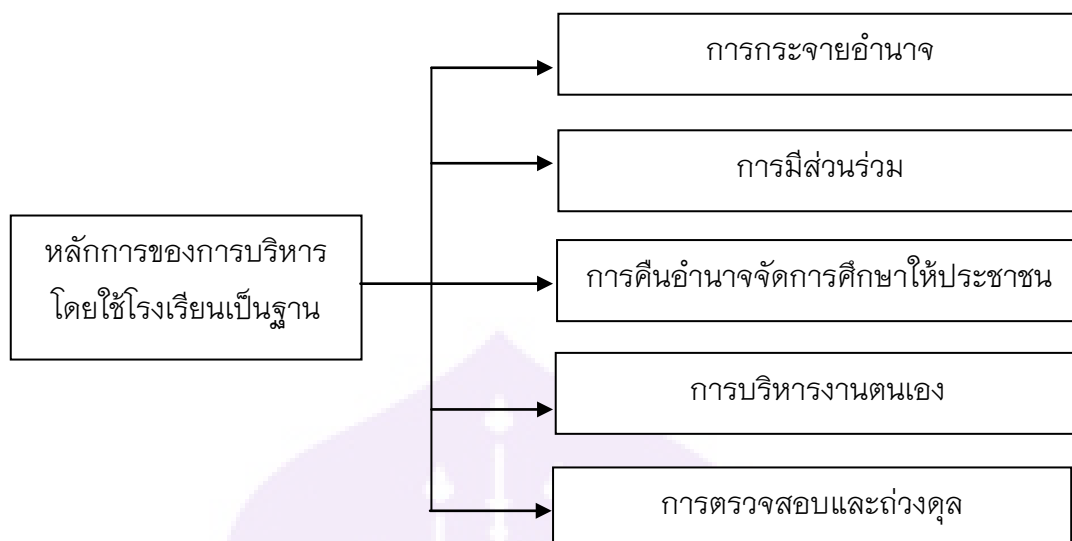 การกระจายอำนาจ
การมีส่วนร่วม
หลักการของการบริหาร
โดยใช้โรงเรียนเป็นฐาน
การคืนอำนาจจัดการศึกษาให้ประชาชน
การบริหารงานตนเอง
การตรวจสอบและถ่วงดุล